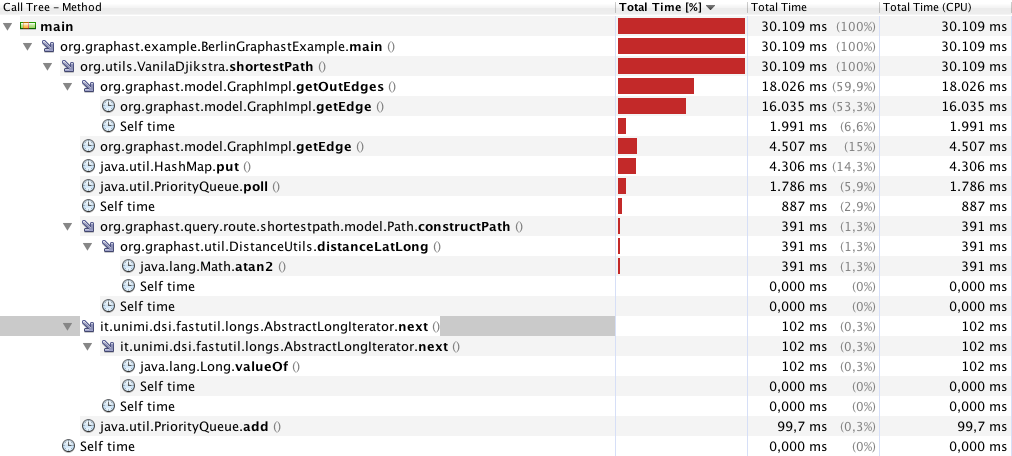 Call Tree – Method Total Time [%] Total Time Total Time (CPU)
main 30.109 ms (100%) 30.109 ms
org.graphast.example.BerlinGraphastExample.main () 30.109 ms (100%) 30.109 ms
org.utils.VanilaDjikstra.shortestPath () 30.109 ms (100%) 30.109 ms
org.graphast.model.GraphImpl.getOutEdges () 18.026 ms (59,9%) 18.026 ms
org.graphast.model.GraphImpl.getEdge () 16.035 ms (53,3%) 16.035 ms
Self time 1.991 ms (6,6%) 1.991 ms
org.graphast.model.GraphImpl.getEdge () 4.507 ms (15%) 4.507 ms
java.util.HashMap.put () 4.306 ms (14,3%) 4.306 ms
java.util.PriorityQueue.poll () 1.786 ms (5,9%) 1.786 ms
Self time 887 ms (2,9%) 887 ms
org.graphast.query.route.shortestpath.model.Path.constructPath () 391 ms (1,3%) 391 ms
org.graphast.util.DistanceUtils.distanceLatLong () 391 ms (1,3%) 391 ms
java.lang.Math.atan2 () 391 ms (1,3%) 391 ms
Self time 0,000 ms (0%) 0,000 ms
Self time 0,000 ms (0%) 0,000 ms
it.unimi.dsi.fastutil.longs.AbstractLongIterator.next () 102 ms (0,3%) 102 ms
it.unimi.dsi.fastutil.longs.AbstractLongIterator.next () 102 ms (0,3%) 102 ms
java.lang.Long.valueOf () 102 ms (0,3%) 102 ms
Self time 0,000 ms (0%) 0,000 ms
Self time 0,000 ms (0%) 0,000 ms
java.util.PriorityQueue.add () 99,7 ms (0,3%) 99,7 ms
Self time 0,000 ms (0%) 0,000 ms